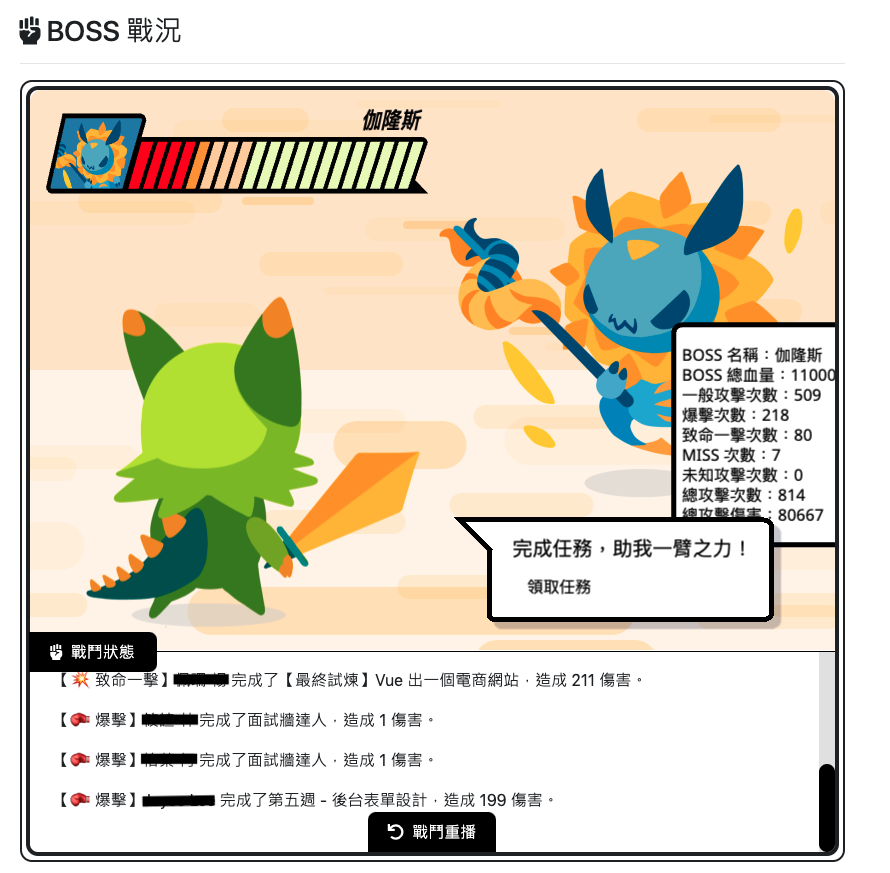 BOSS 戰況
伽隆斯
BOSS 名稱：伽隆斯
BOSS 總血量：11000
一般攻擊次數：509
爆擊次數：218
致命一擊次數：80
MISS 次數：7
未知攻擊次數：0
總攻擊次數：814
總攻擊傷害：80667
完成任務，助我一臂之力！
領取任務
戰鬥狀態
【💥 致命一擊】完成了【最終試煉】Vue 出一個電商網站，造成 211 傷害。
【🥊 爆擊】完成了面試牆達人，造成 1 傷害。
【🥊 爆擊】完成了面試牆達人，造成 1 傷害。
【🥊 爆擊】完成了第五週 - 後台表單設計，造成 199 傷害。
戰鬥重播